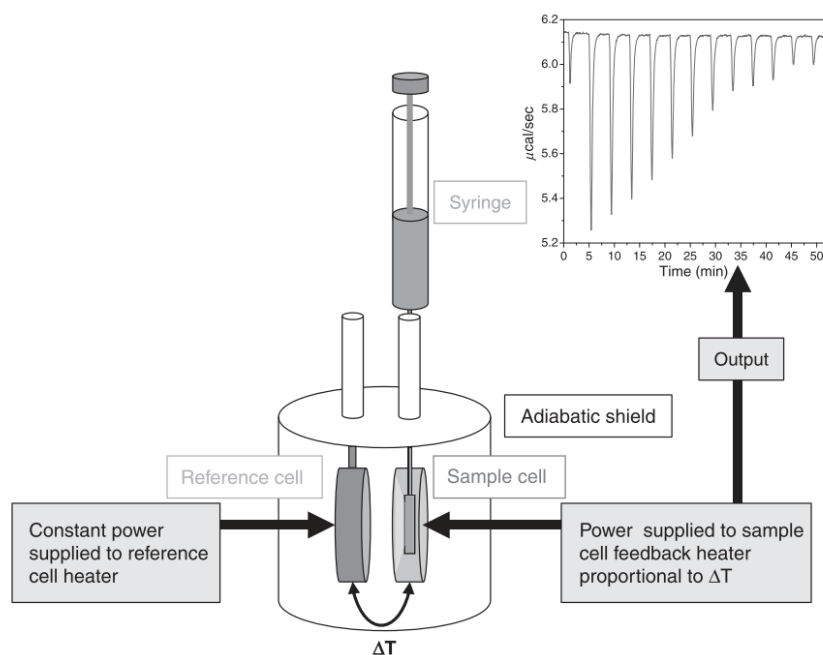 6.2
6.0
5.8
5.6
5.4
5.2
μcal/sec
0 5 10 15 20 25 30 35 40 45 50
Time (min)
Syringe
Output
Adiabatic shield
Reference cell
Sample cell
Constant power
supplied to reference
cell heater
Power supplied to sample
cell feedback heater
proportional to ΔT
ΔT